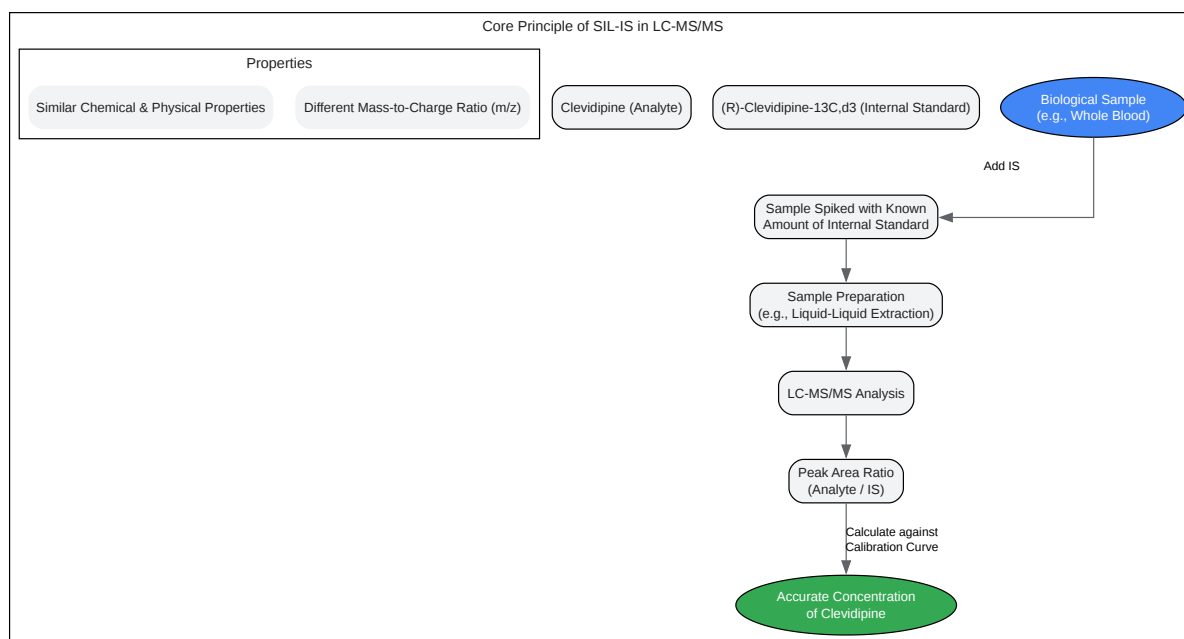 Core Principle of SIL-IS in LC-MS/MS
Properties
Similar Chemical & Physical Properties
Different Mass-to-Charge Ratio (m/z)
Clevidipine (Analyte)
(R)-Clevidipine-13C,d3 (Internal Standard)
Biological Sample
(e.g., Whole Blood)
Add IS
Sample Spiked with Known
Amount of Internal Standard
Sample Preparation
(e.g., Liquid-Liquid Extraction)
LC-MS/MS Analysis
Peak Area Ratio
(Analyte / IS)
Calculate against
Calibration Curve
Accurate Concentration
of Clevidipine